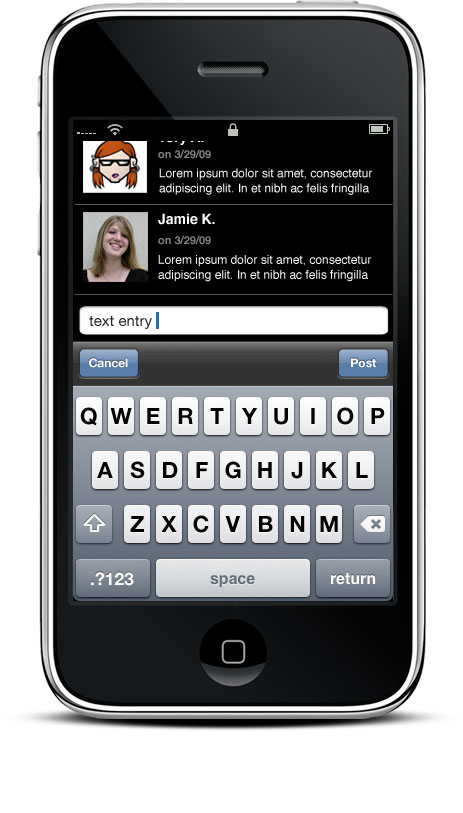 on 3/29/09
Lorem ipsum dolor sit amet, consectetur
adipiscing elit. In et nibh ac felis fringilla
Jamie K.
on 3/29/09
Lorem ipsum dolor sit amet, consectetur
adipiscing elit. In et nibh ac felis fringilla
text entry
Cancel Post
Q W E R T Y U I O P
A S D F G H J K L
Z X C V B N M
.?123 space return